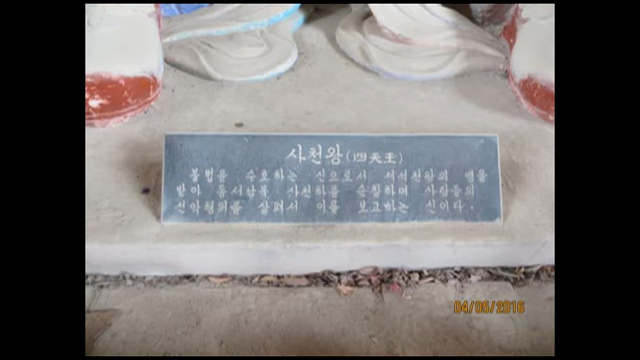 사천왕(四天王)
불법을 수호하는 신으로서 석제천왕의 명을
받아 동서남북 사천하를 순찰하며 사람들의
선악행위를 살펴서 이를 보고하는 신이다.
04/05/2016